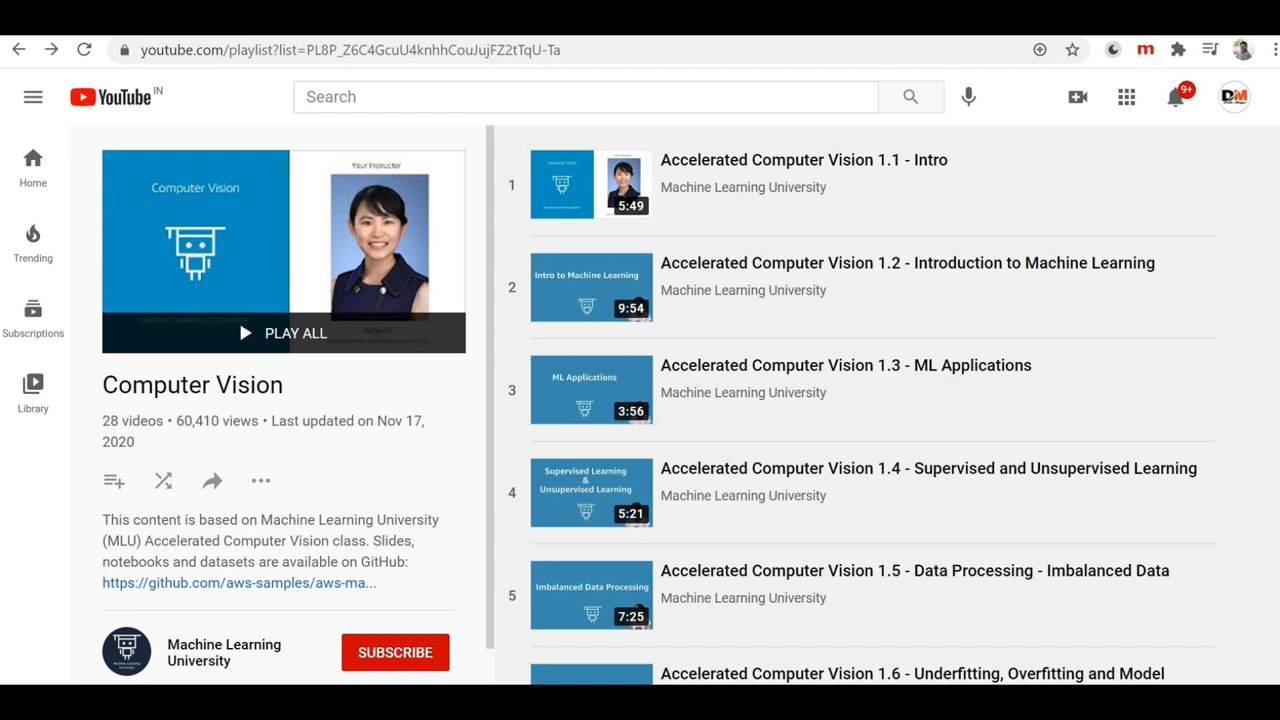 youtube.com/playlist?list=PL8P_Z6C4GcuU4knhhCouJujFZ2tTqU-Ta
m
YouTube IN
Search
9+
DM
Home
Trending
Subscriptions
Library
Computer Vision
Your Instructor
PLAY ALL
Computer Vision
28 videos • 60,410 views • Last updated on Nov 17,
2020
This content is based on Machine Learning University
(MLU) Accelerated Computer Vision class. Slides,
notebooks and datasets are available on GitHub:
https://github.com/aws-samples/aws-ma...
Machine Learning
University
SUBSCRIBE
1
Computer Vision
5:49
Accelerated Computer Vision 1.1 - Intro
Machine Learning University
2
Intro to Machine Learning
9:54
Accelerated Computer Vision 1.2 - Introduction to Machine Learning
Machine Learning University
3
ML Applications
3:56
Accelerated Computer Vision 1.3 - ML Applications
Machine Learning University
4
Supervised Learning
&
Unsupervised Learning
5:21
Accelerated Computer Vision 1.4 - Supervised and Unsupervised Learning
Machine Learning University
5
Imbalanced Data Processing
7:25
Accelerated Computer Vision 1.5 - Data Processing - Imbalanced Data
Machine Learning University
Accelerated Computer Vision 1.6 - Underfitting, Overfitting and Model